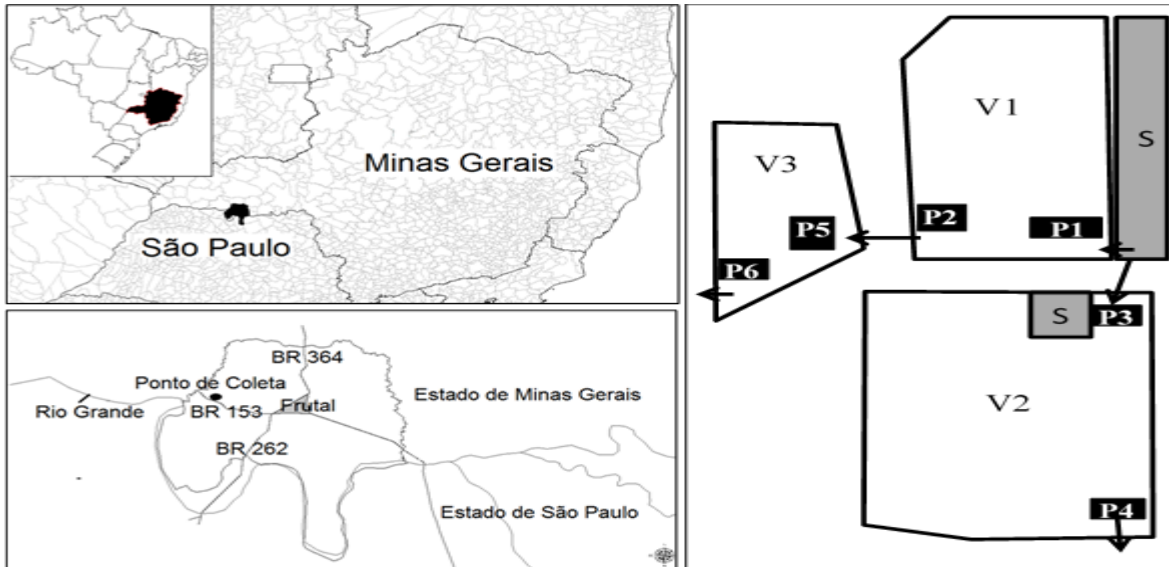 Minas Gerais
São Paulo
BR 364
Ponto de Coleta
Estado de Minas Gerais
Rio Grande
BR 153
Frutal
BR 262
Estado de São Paulo
V1
S
V3
P2
P1
P5
P6
S
P3
V2
P4